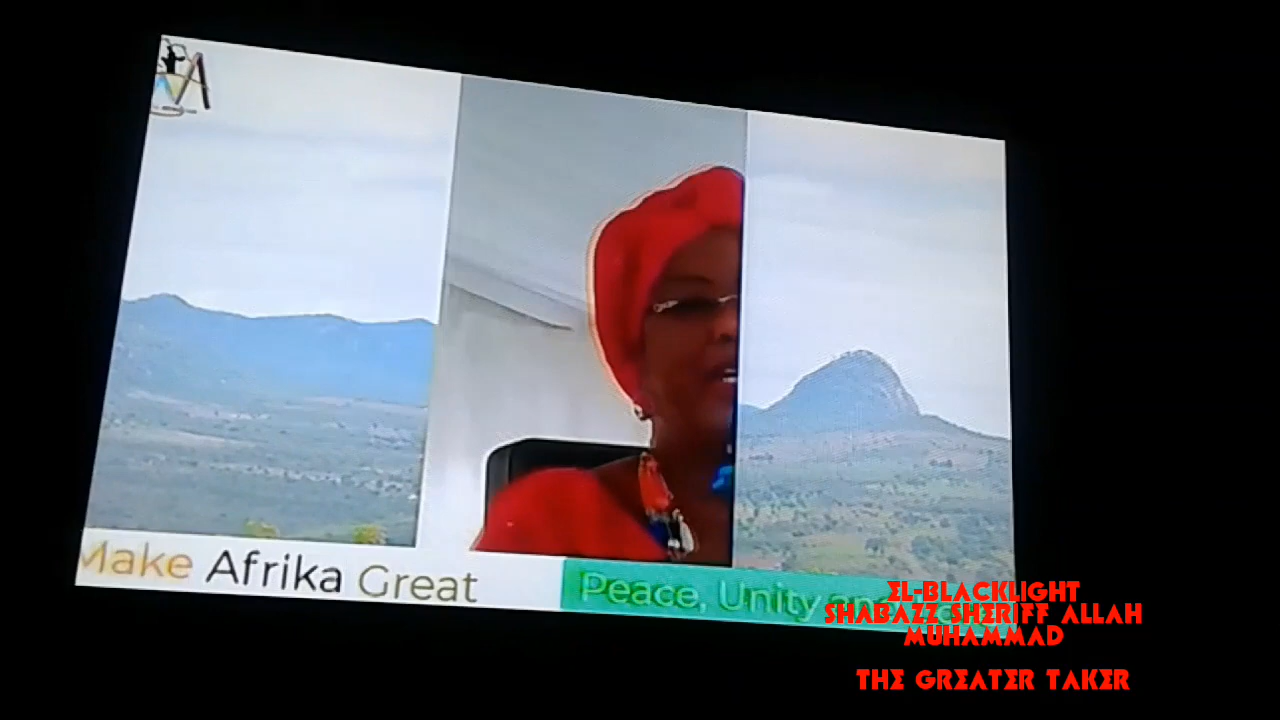 Make Afrika Great
Peace, Unity
EL-BLACKLIGHT
SHABAZZ SHERIFF ALLAH
MUHAMMAD
THE GREATER TAKER